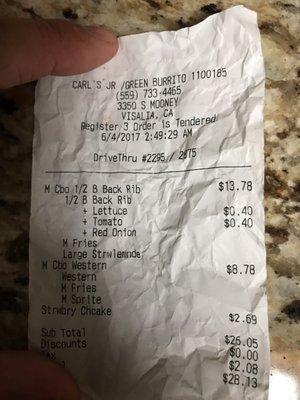 CARL'S JR /GREEN BURRITO 1100185
(559) 733-4465
3350 S MOONEY
VISALIA, CA
Register 3 Order is Tendered
6/4/2017 2:49:29 AM
DriveThru #2295 / 2875
M Cbo 1/2 B Back Rib $13.78
1/2 B Back Rib
+ Lettuce $0.40
+ Tomato $0.40
+ Red Onion
M Fries
Large Strwlemnde
M Cbo Western $8.78
Western
M Fries
M Sprite
Strwbry Chcake $2.69
Sub Total $26.05
Discounts $0.00
Tax $2.08
$28.13